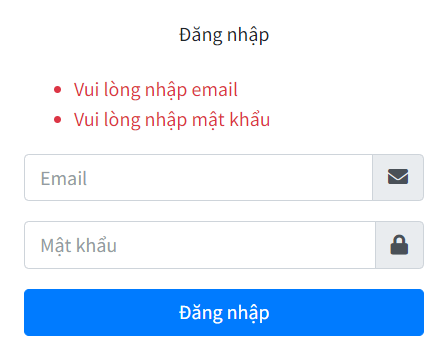 Đăng nhập
Vui lòng nhập email
Vui lòng nhập mật khẩu
Email
Mật khẩu
Đăng nhập